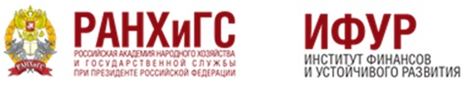 РАНХиГС
РОССИЙСКАЯ АКАДЕМИЯ НАРОДНОГО ХОЗЯЙСТВА
И ГОСУДАРСТВЕННОЙ СЛУЖБЫ
ПРИ ПРЕЗИДЕНТЕ РОССИЙСКОЙ ФЕДЕРАЦИИ
ИФУР
ИНСТИТУТ ФИНАНСОВ
И УСТОЙЧИВОГО РАЗВИТИЯ